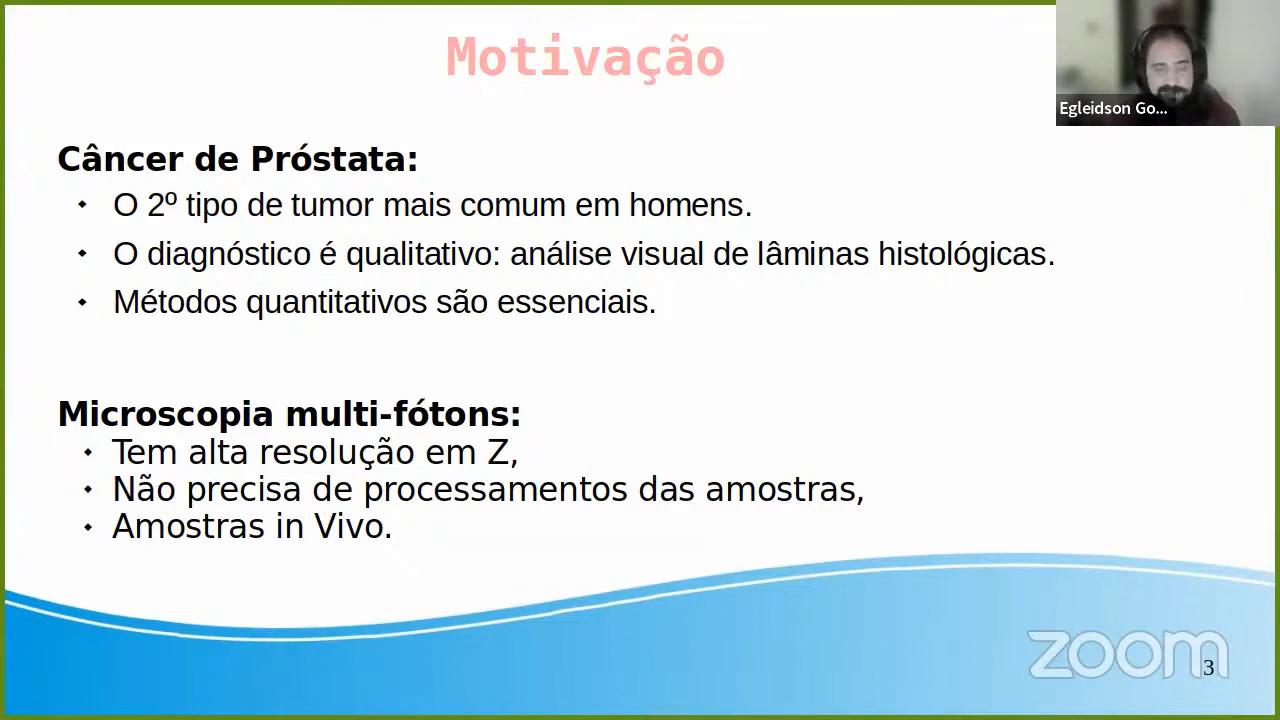 Motivação
Egleidson Go...
Câncer de Próstata:
O 2º tipo de tumor mais comum em homens.
O diagnóstico é qualitativo: análise visual de lâminas histológicas.
Métodos quantitativos são essenciais.
Microscopia multi-fótons:
Tem alta resolução em Z,
Não precisa de processamentos das amostras,
Amostras in Vivo.
zoom
3